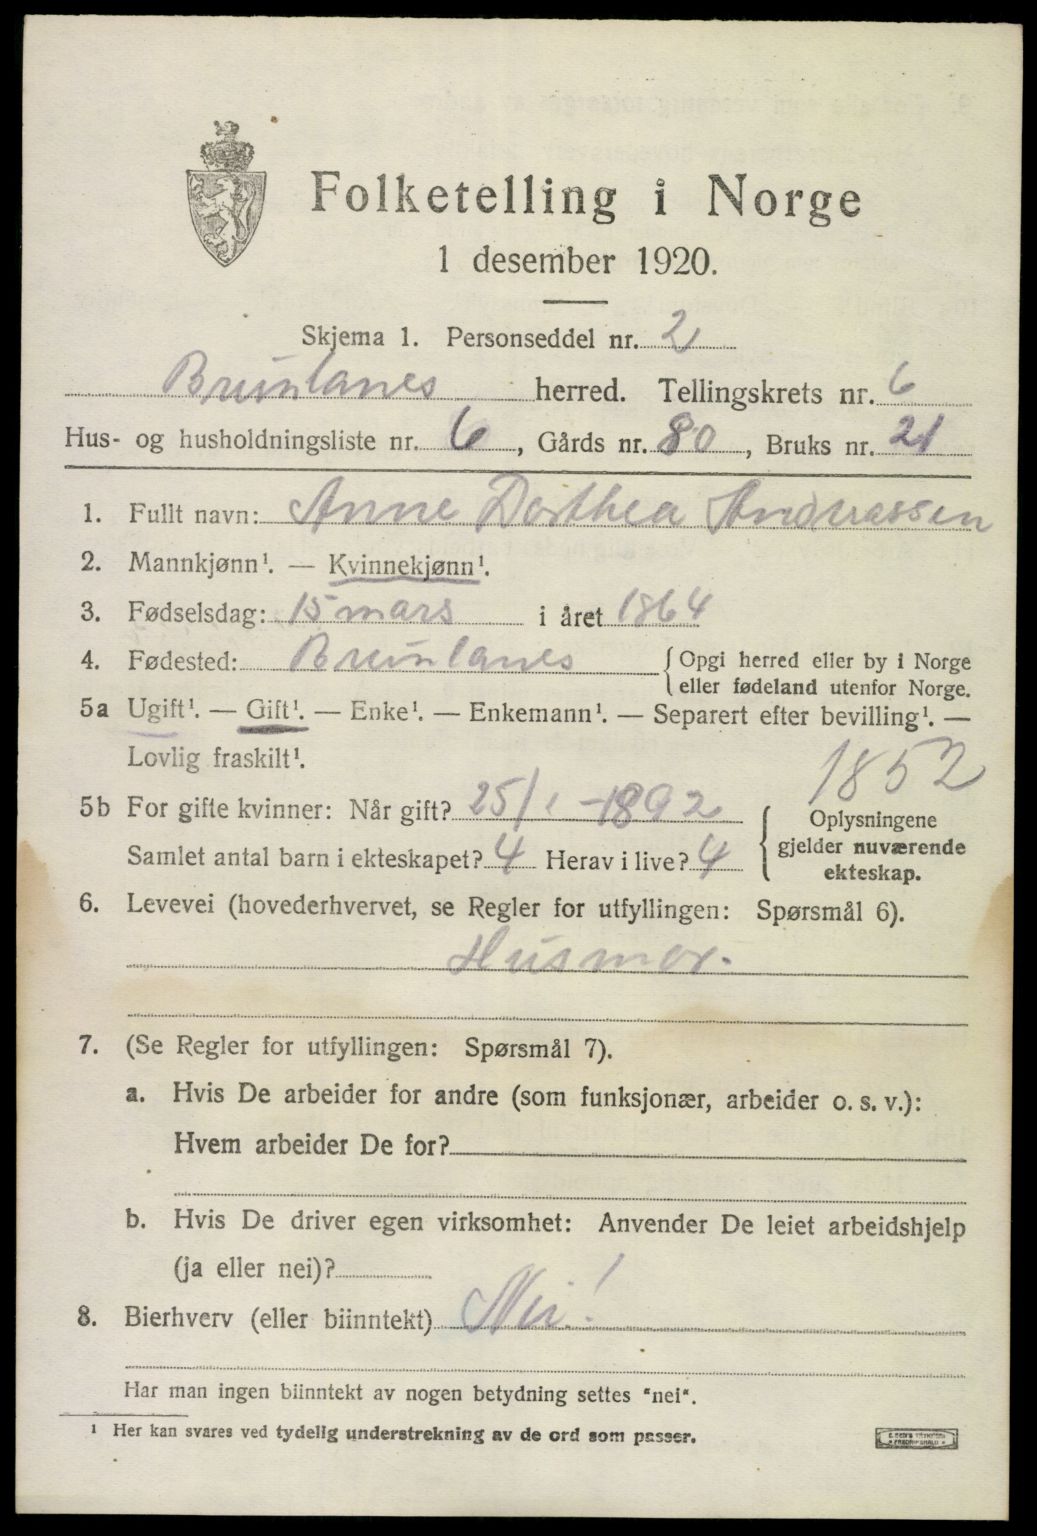 Folketelling i Norge
1 desember 1920.
Skjema 1. Personseddel nr. 2
Brunlanes herred. Tellingskrets nr. 6
Hus- og husholdningsliste nr. 6, Gårds nr. 80, Bruks nr. 21
1. Fullt navn: Anne Dorthea Andreassen
2. Mannkjønn¹. — Kvinnekjønn¹.
3. Fødselsdag: 15 mars i året 1864
4. Fødested: Brunlanes {Opgi herred eller by i Norge
eller fødeland utenfor Norge.
5a Ugift¹. — Gift¹. — Enke¹. — Enkemann¹. — Separert efter bevilling¹. —
Lovlig fraskilt¹.
1852
5b For gifte kvinner: Når gift? 25/1 - 1892
Samlet antal barn i ekteskapet? 4 Herav i live? 4
{Oplysningene
gjelder nuværende
ekteskap.
6. Levevei (hovederhvervet, se Regler for utfyllingen: Spørsmål 6).
Husmor.
7. (Se Regler for utfyllingen: Spørsmål 7).
a. Hvis De arbeider for andre (som funksjonær, arbeider o. s. v.):
Hvem arbeider De for?
b. Hvis De driver egen virksomhet: Anvender De leiet arbeidshjelp
(ja eller nei)?
8. Bierhverv (eller biinntekt) Nei!
Har man ingen biinntekt av nogen betydning settes "nei".
¹ Her kan svares ved tydelig understrekning av de ord som passer.